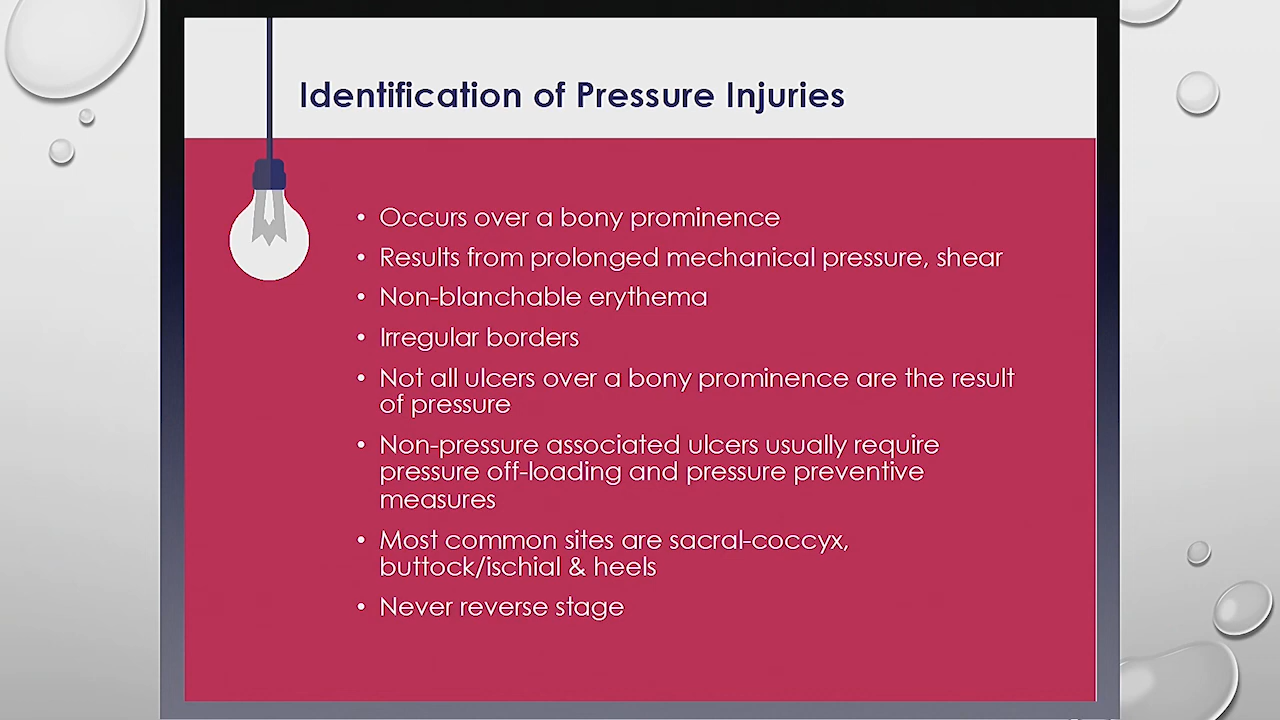 Identification of Pressure Injuries
• Occurs over a bony prominence
• Results from prolonged mechanical pressure, shear
• Non-blanchable erythema
• Irregular borders
• Not all ulcers over a bony prominence are the result
of pressure
• Non-pressure associated ulcers usually require
pressure off-loading and pressure preventive
measures
• Most common sites are sacral-coccyx,
buttock/ischial & heels
• Never reverse stage